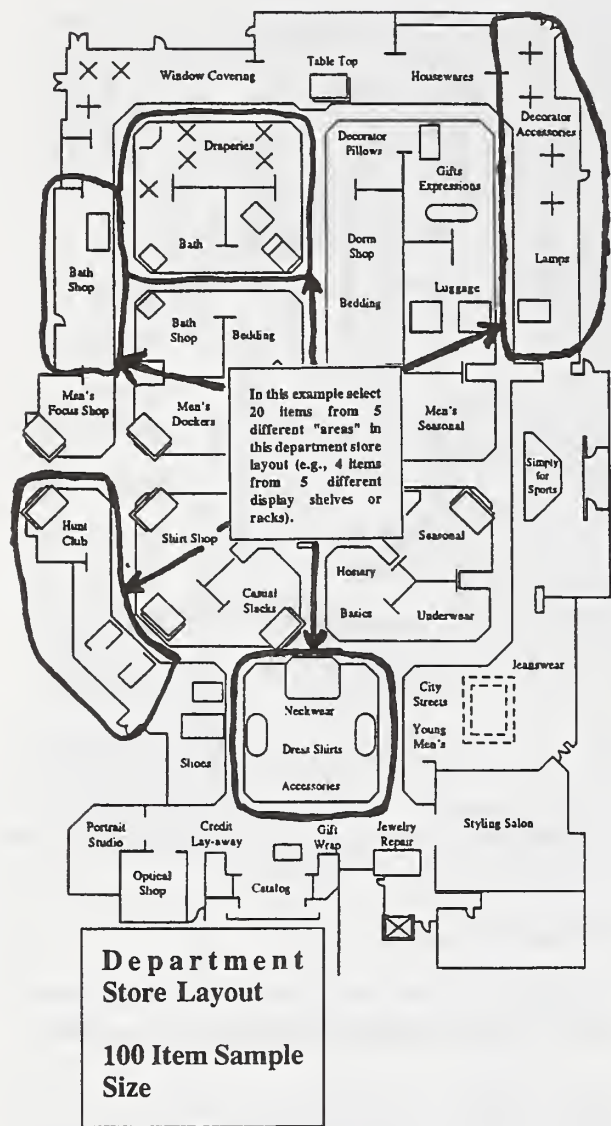 Table Top
Window Covering
Housewares
Draperies
Decorator
Pillows
Decorator
Accessories
Gifts
Expressions
Bath
Dorm
Shop
Lamps
Bath
Shop
Bedding
Luggage
Bath
Shop
Bedding
Men's
Focus Shop
Men's
Dockers
In this example select
20 items from 5
different "areas" in
this department store
layout (e.g., 4 items
from 5 different
display shelves or
racks).
Men's
Seasonal
Simply
for
Sports
Hunt
Club
Shirt Shop
Seasonal
Hosiery
Casual
Slacks
Basics
Underwear
Jeanswear
City
Streets
Young
Men's
Neckwear
Dress Shirts
Accessories
Shoes
Portrait
Studio
Credit
Lay-away
Gift
Wrap
Jewelry
Repair
Styling Salon
Optical
Shop
Catalog
Department
Store Layout
100 Item Sample
Size